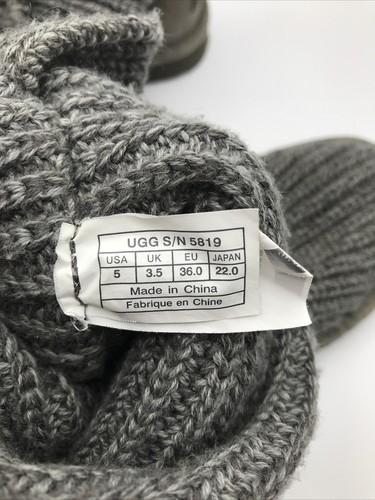 UGG S/N 5819
USA UK EU JAPAN
5 3.5 36.0 22.0
Made in China
Fabrique en Chine